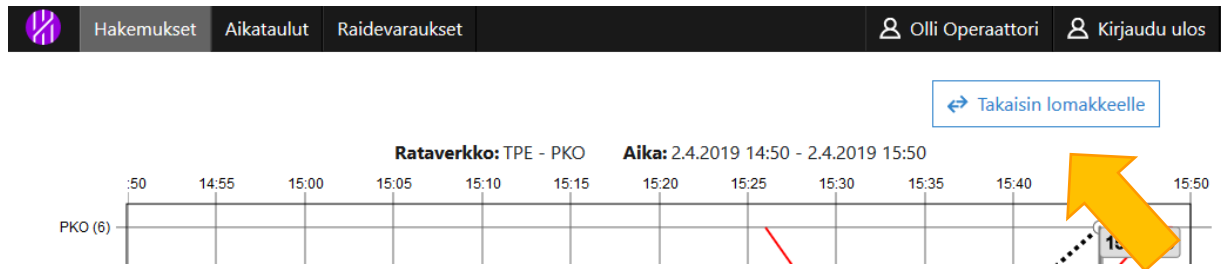 Hakemukset Aikataulut Raidevaraukset Olli Operaattori Kirjaudu ulos
Takaisin lomakkeelle
Rataverkko: TPE - PKO Aika: 2.4.2019 14:50 - 2.4.2019 15:50
:50 14:55 15:00 15:05 15:10 15:15 15:20 15:25 15:30 15:35 15:40 15:50
PKO (6)